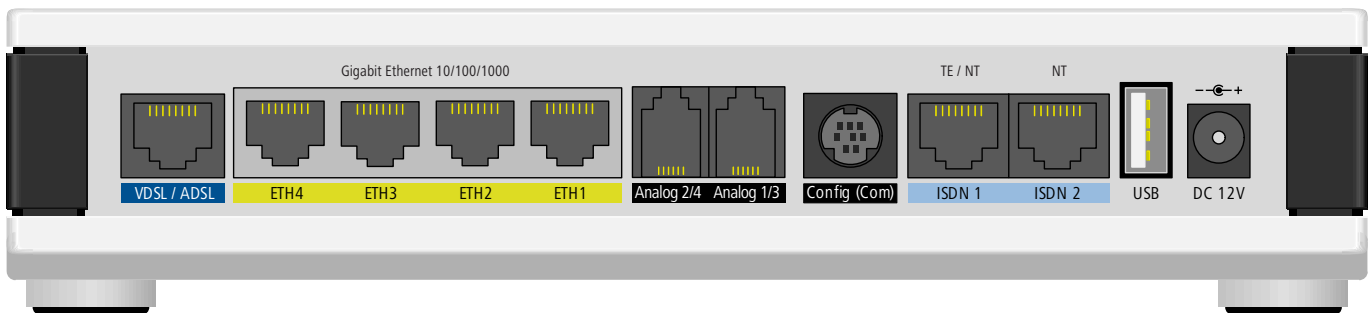 Gigabit Ethernet 10/100/1000
TE / NT
NT
- +
VDSL / ADSL
ETH4
ETH3
ETH2
ETH1
Analog 2/4
Analog 1/3
Config (Com)
ISDN 1
ISDN 2
USB
DC 12V